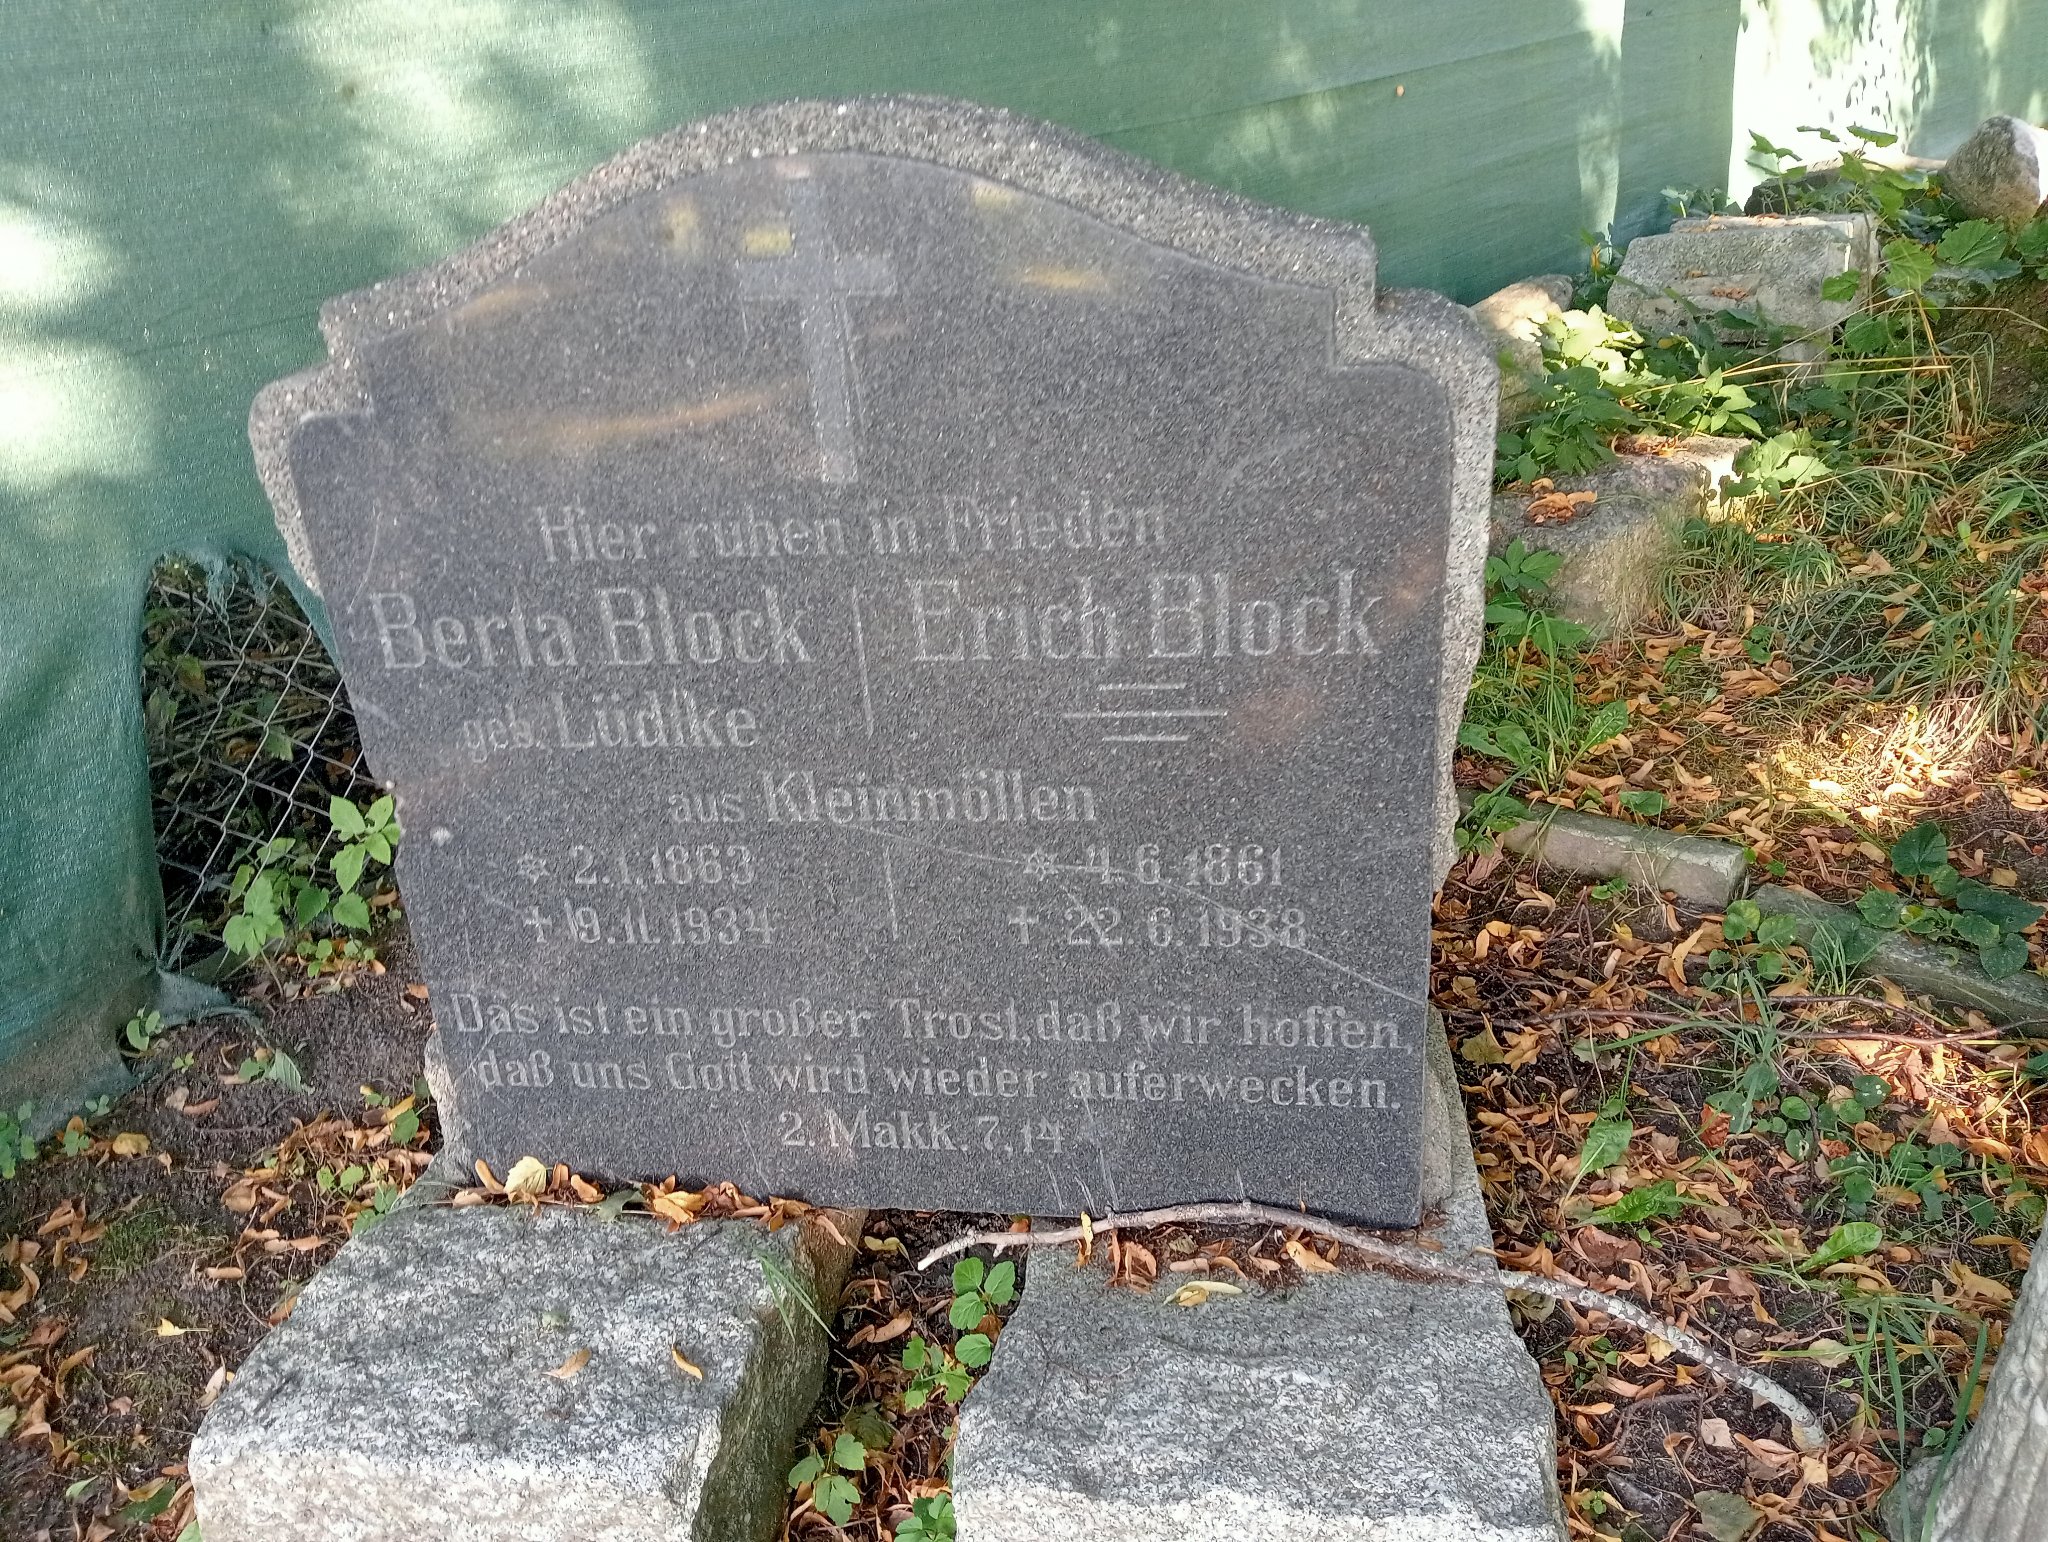 Hier ruhen in Frieden
Berta Block
geb. Lüdtke
Erich Block
aus Kleinmöllen
✡ 2.1.1863
✝ 19.11.1934
✡ 4.6.1861
✝ 22.6.1938
Das ist ein großer Trost, daß wir hoffen,
daß uns Gott wird wieder auferwecken.
2. Makk. 7, 14